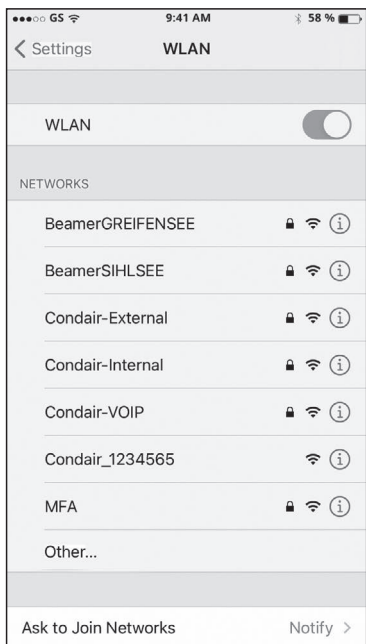 GS 9:41 AM 58 %
Settings WLAN
WLAN
NETWORKS
BeamerGREIFENSEE
BeamerSIHLSEE
Condair-External
Condair-Internal
Condair-VOIP
Condair_1234565
MFA
Other...
Ask to Join Networks Notify